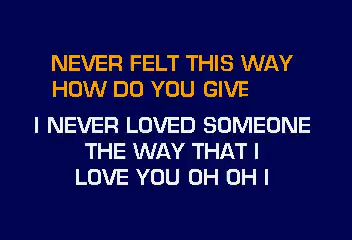 NEVER FELT THIS WAY
HOW DO YOU GIVE
I NEVER LOVED SOMEONE
THE WAY THAT I
LOVE YOU OH OH I